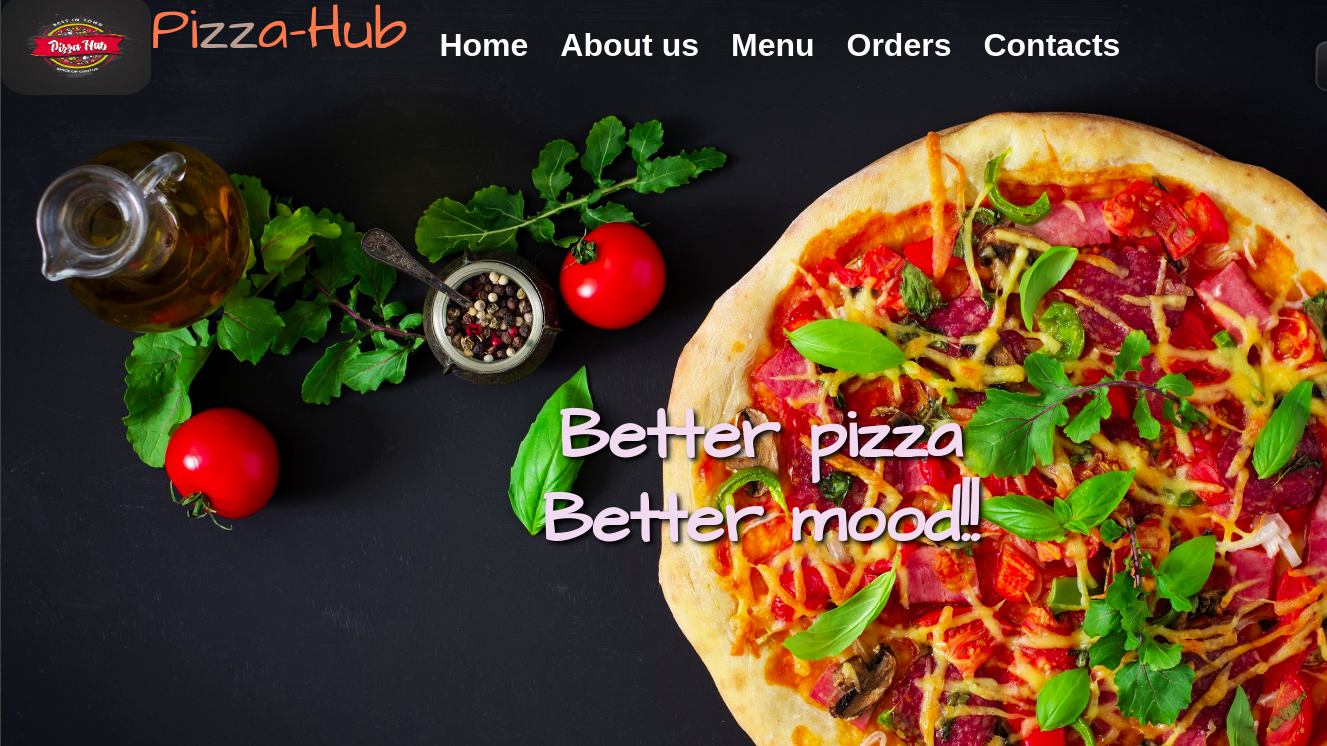 BEST IN TOWN
Pizza Hub
Pizza-Hub
Home About us Menu Orders Contacts
Better pizza
Better mood!!!